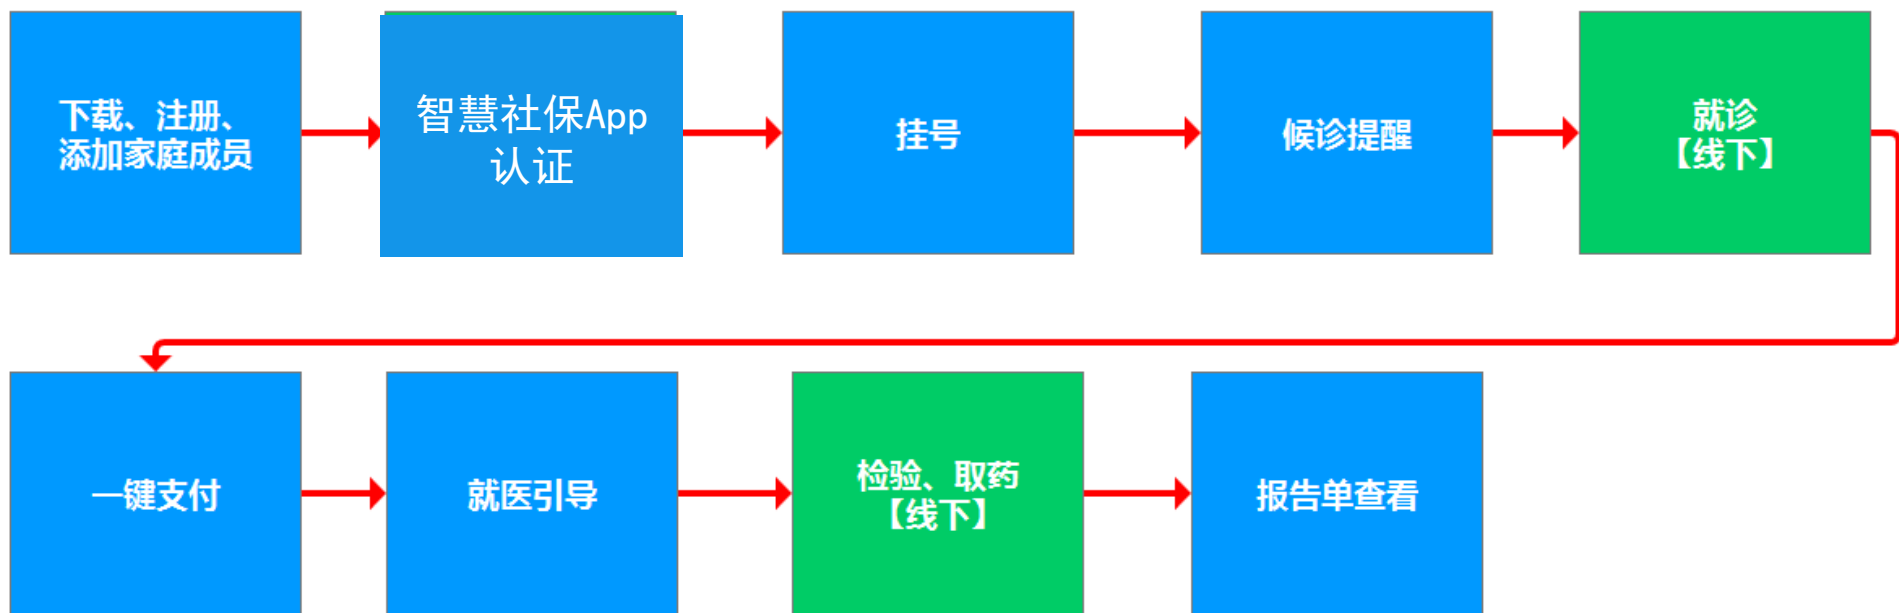 下载、注册、
添加家庭成员
智慧社保App
认证
挂号
候诊提醒
就诊
【线下】
一键支付
就医引导
检验、取药
【线下】
报告单查看